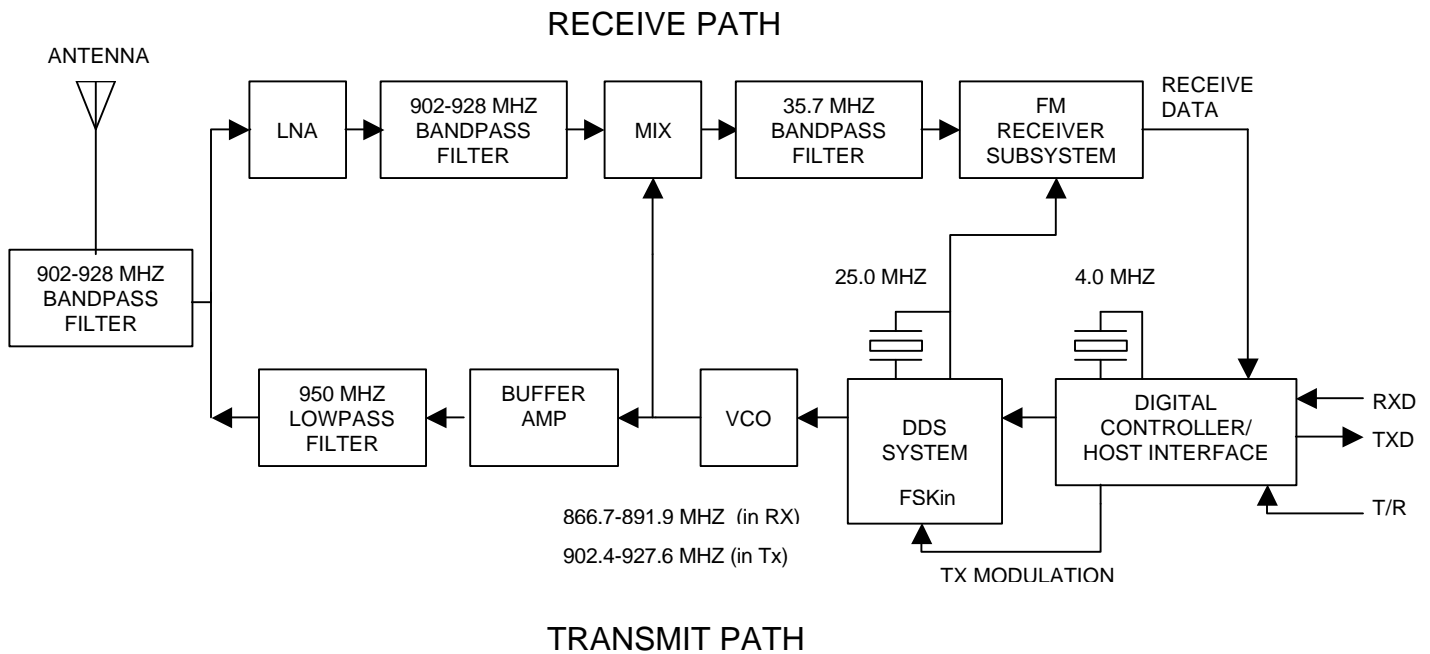 RECEIVE PATH
ANTENNA
LNA
902-928 MHZ
BANDPASS
FILTER
MIX
35.7 MHZ
BANDPASS
FILTER
FM
RECEIVER
SUBSYSTEM
RECEIVE
DATA
902-928 MHZ
BANDPASS
FILTER
25.0 MHZ
4.0 MHZ
950 MHZ
LOWPASS
FILTER
BUFFER
AMP
VCO
DDS
SYSTEM
FSKin
DIGITAL
CONTROLLER/
HOST INTERFACE
RXD
TXD
T/R
866.7-891.9 MHZ (in RX)
902.4-927.6 MHZ (in Tx)
TX MODULATION
TRANSMIT PATH